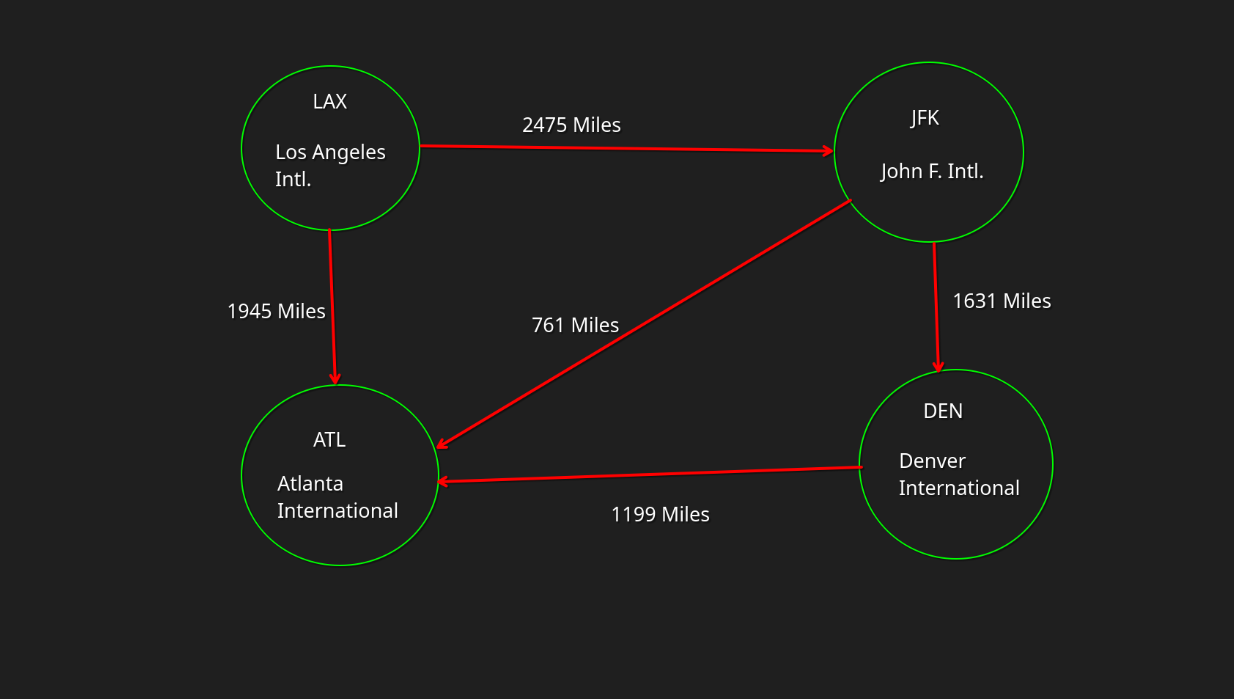 LAX
Los Angeles
Intl.
2475 Miles
JFK
John F. Intl.
1945 Miles
761 Miles
1631 Miles
ATL
Atlanta
International
DEN
Denver
International
1199 Miles